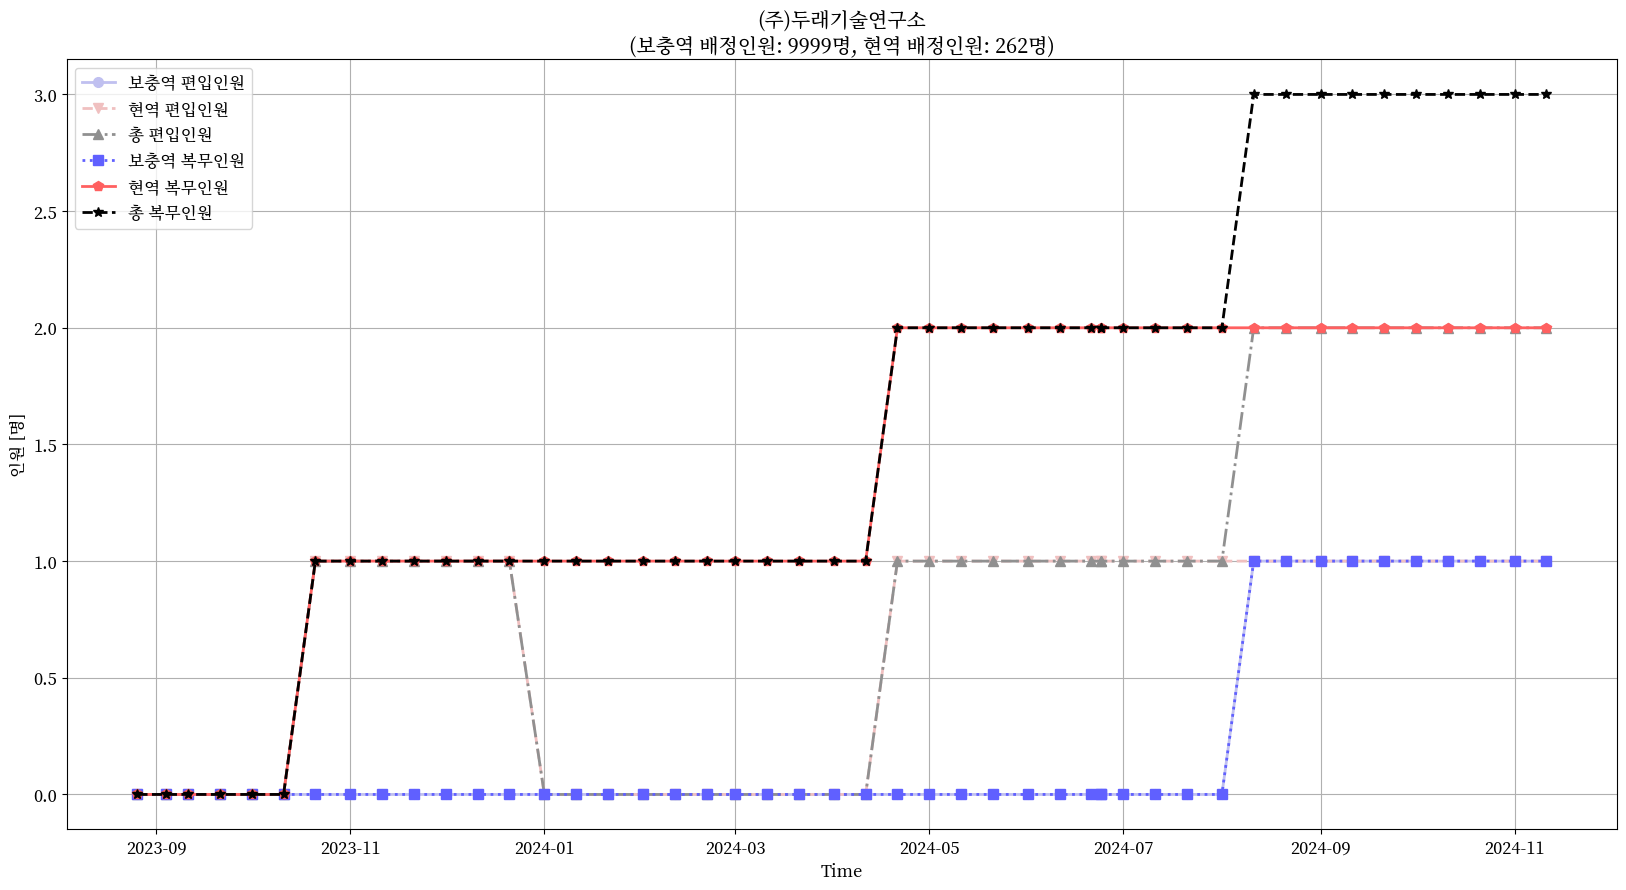 (주)두래기술연구소
(보충역 배정인원: 9999명, 현역 배정인원: 262명)
보충역 편입인원
현역 편입인원
총 편입인원
보충역 복무인원
현역 복무인원
총 복무인원
인원 [명]
3.0
2.5
2.0
1.5
1.0
0.5
0.0
2023-09 2023-11 2024-01 2024-03 2024-05 2024-07 2024-09 2024-11
Time